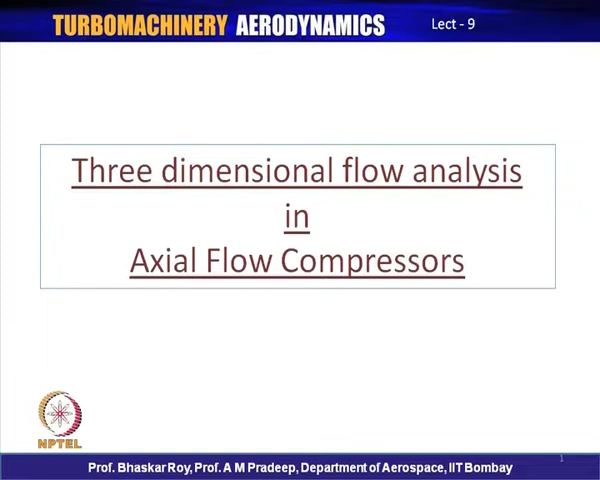 TURBOMACHINERY AERODYNAMICS
Lect - 9
Three dimensional flow analysis
in
Axial Flow Compressors
NPTEL
1
Prof. Bhaskar Roy, Prof. A M Pradeep, Department of Aerospace, IIT Bombay